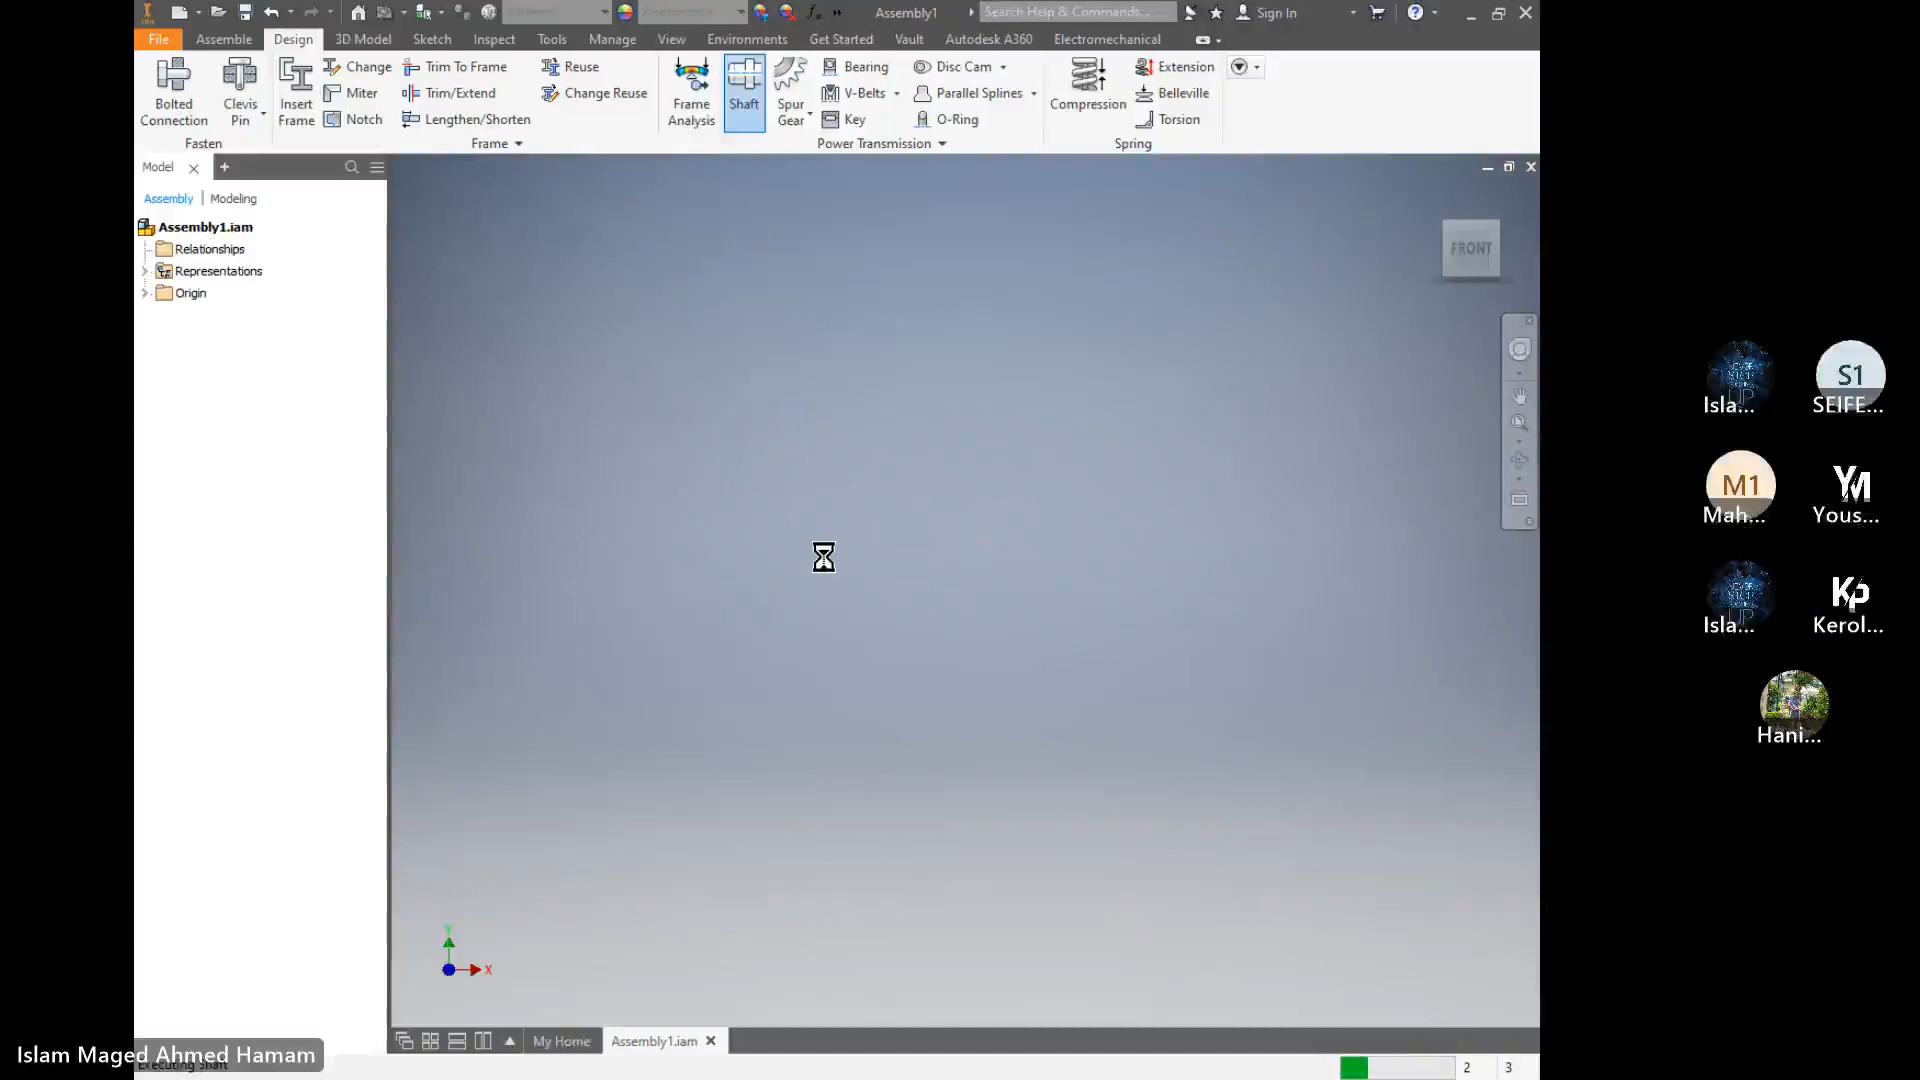 Assembly1
Search Help & Commands...
Sign In
File
Assemble
Design
3D Model
Sketch
Inspect
Tools
Manage
View
Environments
Get Started
Vault
Autodesk A360
Electromechanical
Bolted Connection
Clevis Pin
Insert Frame
Change
Miter
Notch
Trim To Frame
Trim/Extend
Lengthen/Shorten
Reuse
Change Reuse
Frame Analysis
Shaft
Spur Gear
Bearing
V-Belts
Key
Disc Cam
Parallel Splines
O-Ring
Compression
Extension
Belleville
Torsion
Fasten
Frame
Power Transmission
Spring
Model
Assembly
Modeling
Assembly1.iam
Relationships
Representations
Origin
FRONT
Y
X
My Home
Assembly1.iam
2
3
Islam Maged Ahmed Hamam
Isla...
S1
SEIFE...
M1
Mah...
YM
Yous...
Isla...
KP
Kerol...
Hani...